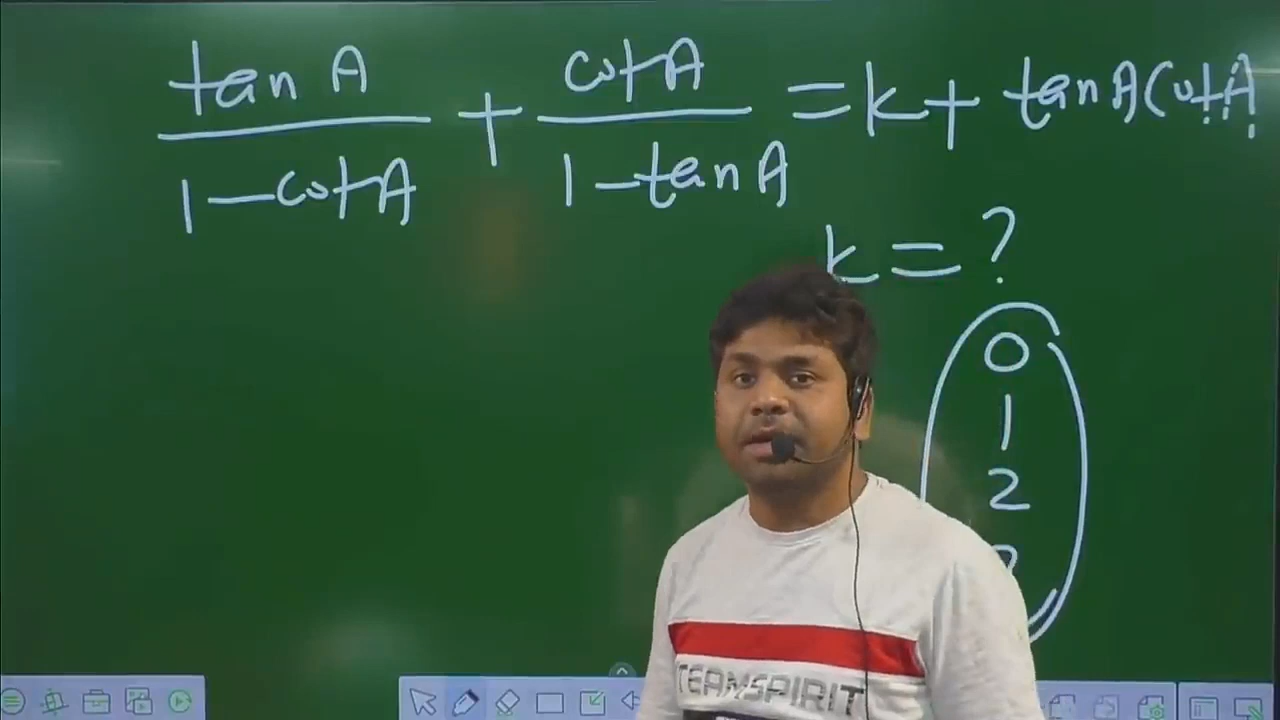 tan A / 1 - cot A + cot A / 1 - tan A = k + tan A cot A
k = ?
0
1
2
TEAMSPIRIT